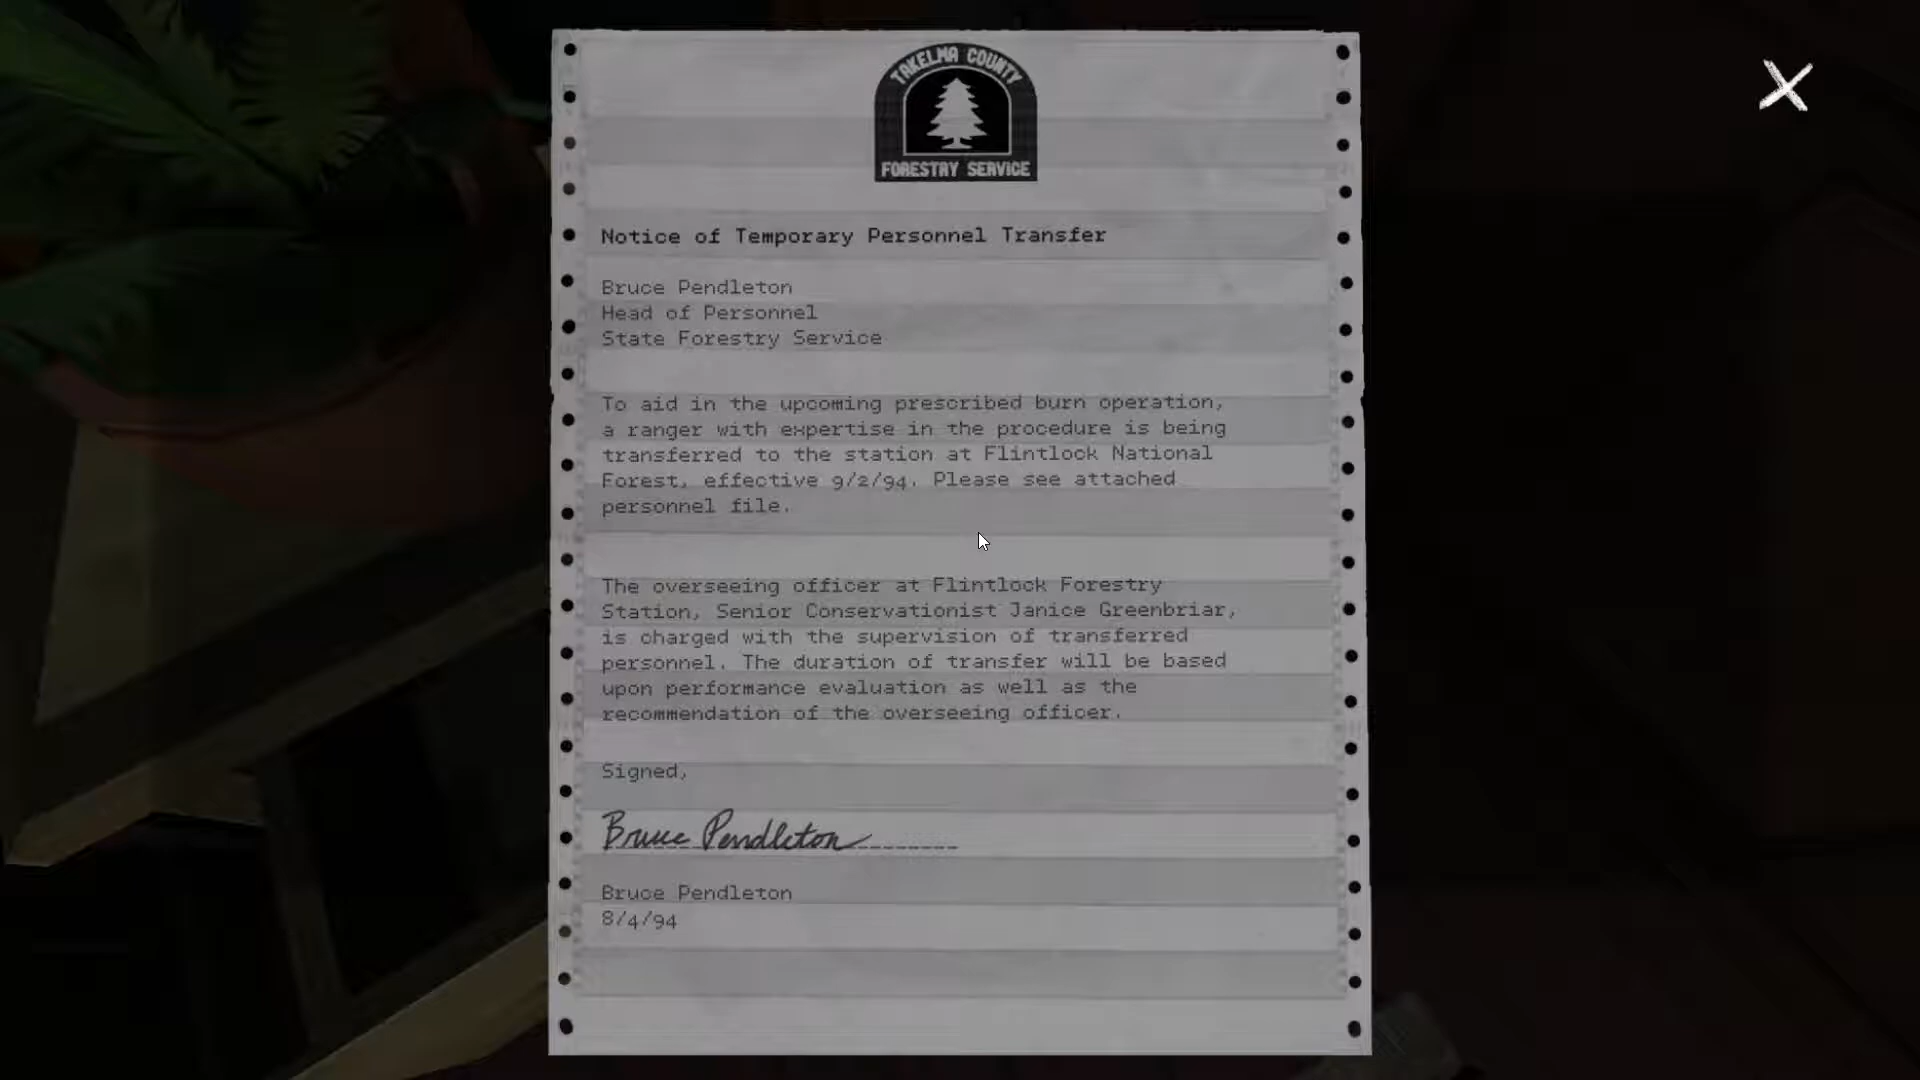 TAKELMA COUNTY
FORESTRY SERVICE
Notice of Temporary Personnel Transfer
Bruce Pendleton
Head of Personnel
State Forestry Service
To aid in the upcoming prescribed burn operation,
a ranger with expertise in the procedure is being
transferred to the station at Flintlock National
Forest, effective 9/2/94. Please see attached
personnel file.
The overseeing officer at Flintlock Forestry
Station, Senior Conservationist Janice Greenbriar,
is charged with the supervision of transferred
personnel. The duration of transfer will be based
upon performance evaluation as well as the
recommendation of the overseeing officer.
Signed,
Bruce Pendleton
Bruce Pendleton
8/4/94